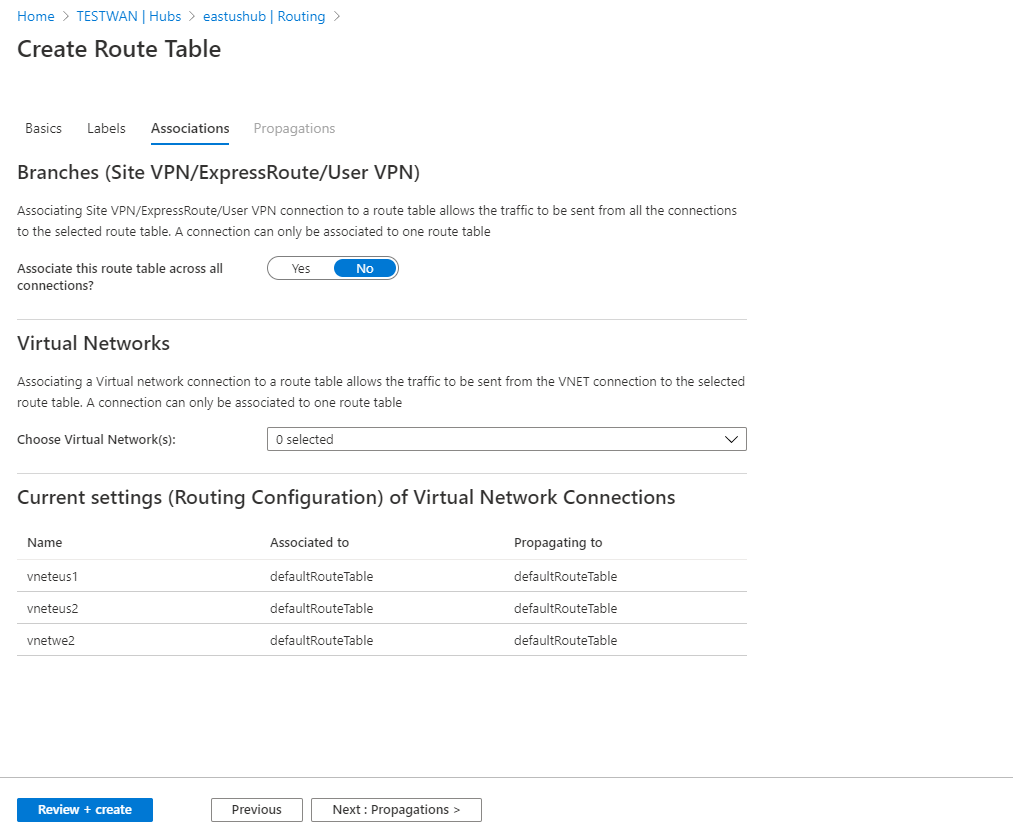 Home > TESTWAN | Hubs > eastushub | Routing >
Create Route Table
Basics Labels Associations Propagations
Branches (Site VPN/ExpressRoute/User VPN)
Associating Site VPN/ExpressRoute/User VPN connection to a route table allows the traffic to be sent from all the connections
to the selected route table. A connection can only be associated to one route table
Associate this route table across all
connections?
Yes No
Virtual Networks
Associating a Virtual network connection to a route table allows the traffic to be sent from the VNET connection to the selected
route table. A connection can only be associated to one route table
Choose Virtual Network(s):
0 selected
Current settings (Routing Configuration) of Virtual Network Connections
Name Associated to Propagating to
vneteus1 defaultRouteTable defaultRouteTable
vneteus2 defaultRouteTable defaultRouteTable
vnetwe2 defaultRouteTable defaultRouteTable
Review + create Previous Next : Propagations >